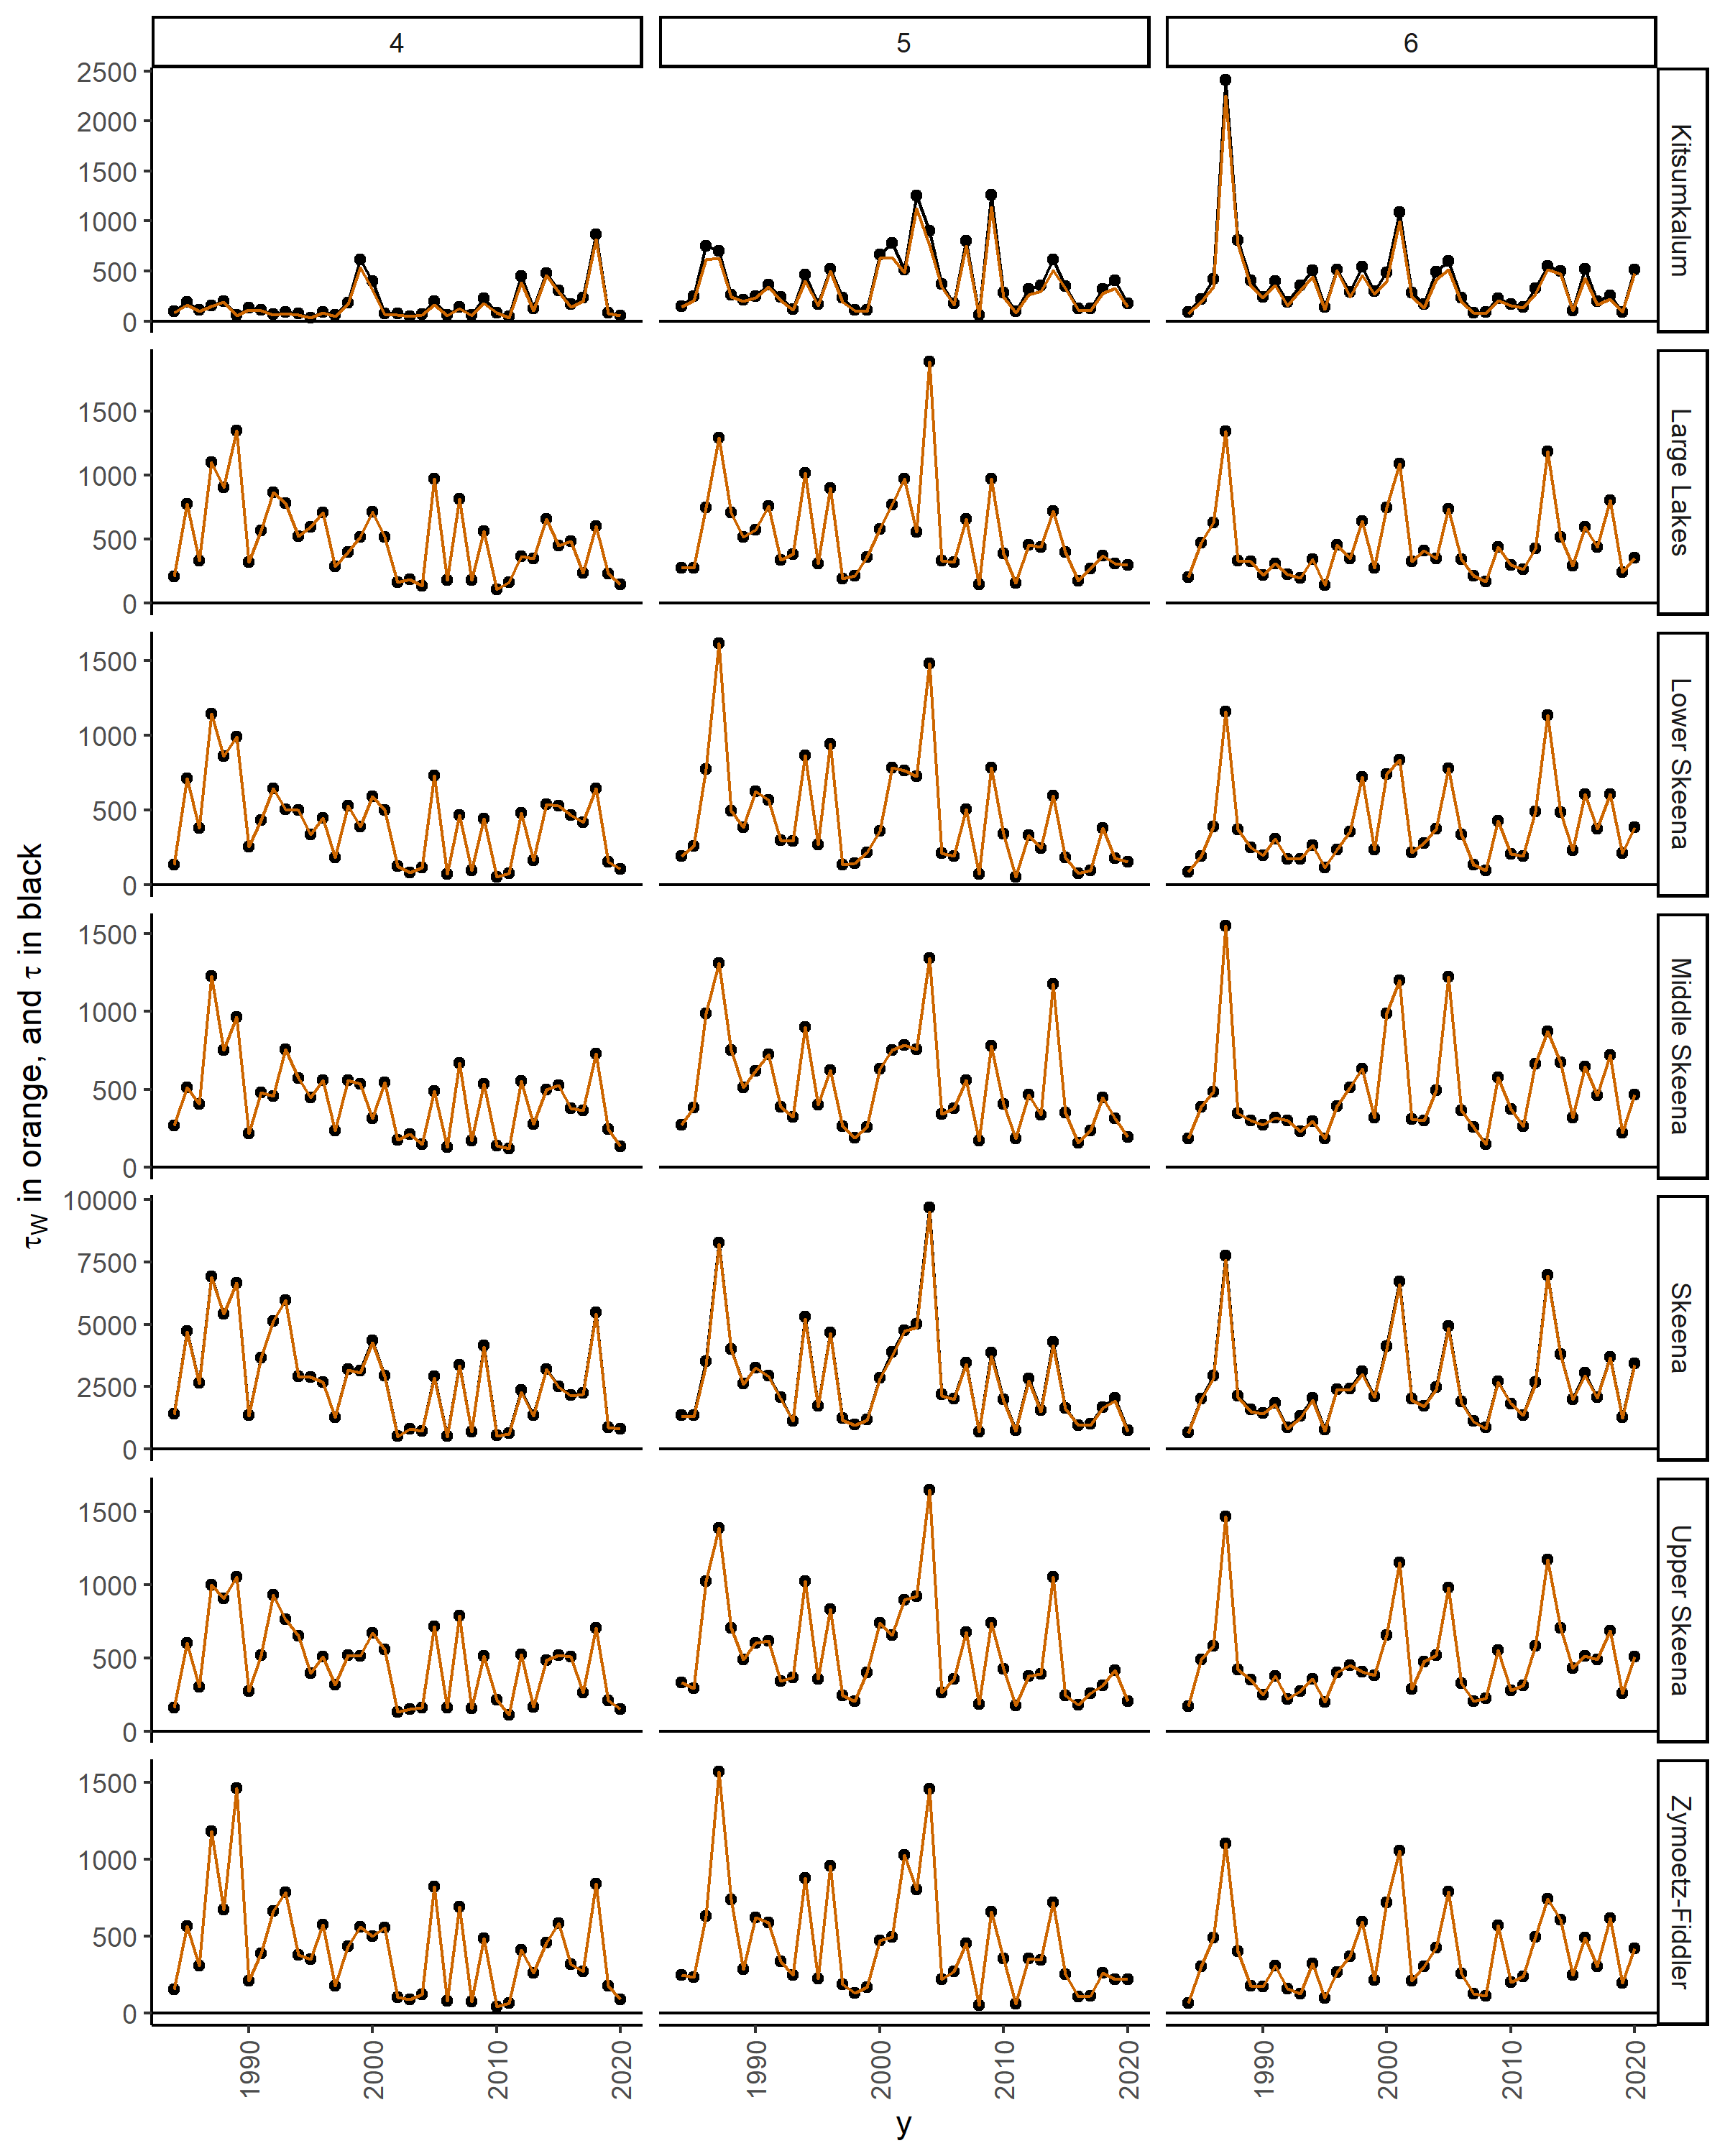 4 5 6
2500
2000
1500
1000
500
0
Kitsumkalum
1500
1000
500
0
Large Lakes
1500
1000
500
0
Lower Skeena
1500
1000
500
0
Middle Skeena
10000
7500
5000
2500
0
Skeena
1500
1000
500
0
Upper Skeena
1500
1000
500
0
Zymoetz-Fiddler
1990 2000 2010 2020 1990 2000 2010 2020 1990 2000 2010 2020
y
τW in orange, and τ in black